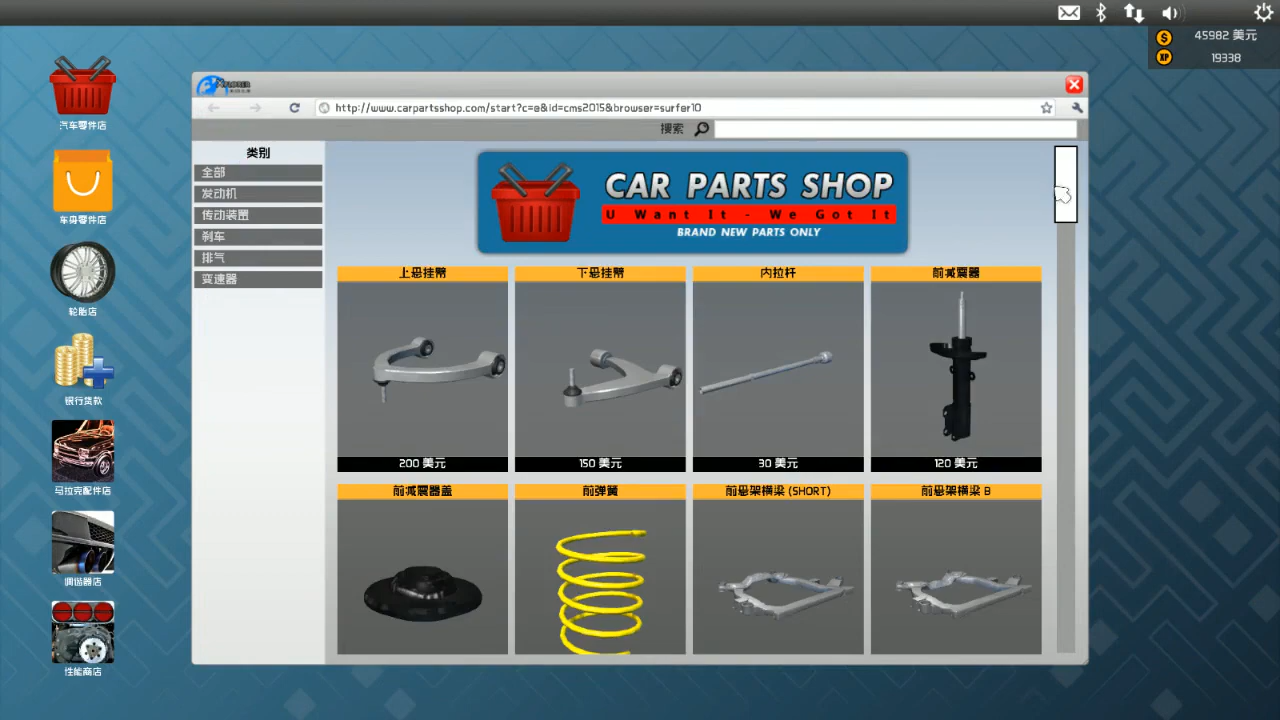 45982 美元
19338
汽车零件店
车身零件店
轮胎店
银行贷款
马拉克配件店
调谐器店
性能商店
http://www.carpartsshop.com/start?c=e&id=cms2015&browser=surfer10
搜索
类别
全部
发动机
传动装置
刹车
排气
变速器
CAR PARTS SHOP
U Want It - We Got It
BRAND NEW PARTS ONLY
上悬挂臂
下悬挂臂
内拉杆
前减震器
200 美元
150 美元
30 美元
120 美元
前减震器盖
前弹簧
前悬架横梁 (SHORT)
前悬架横梁 B